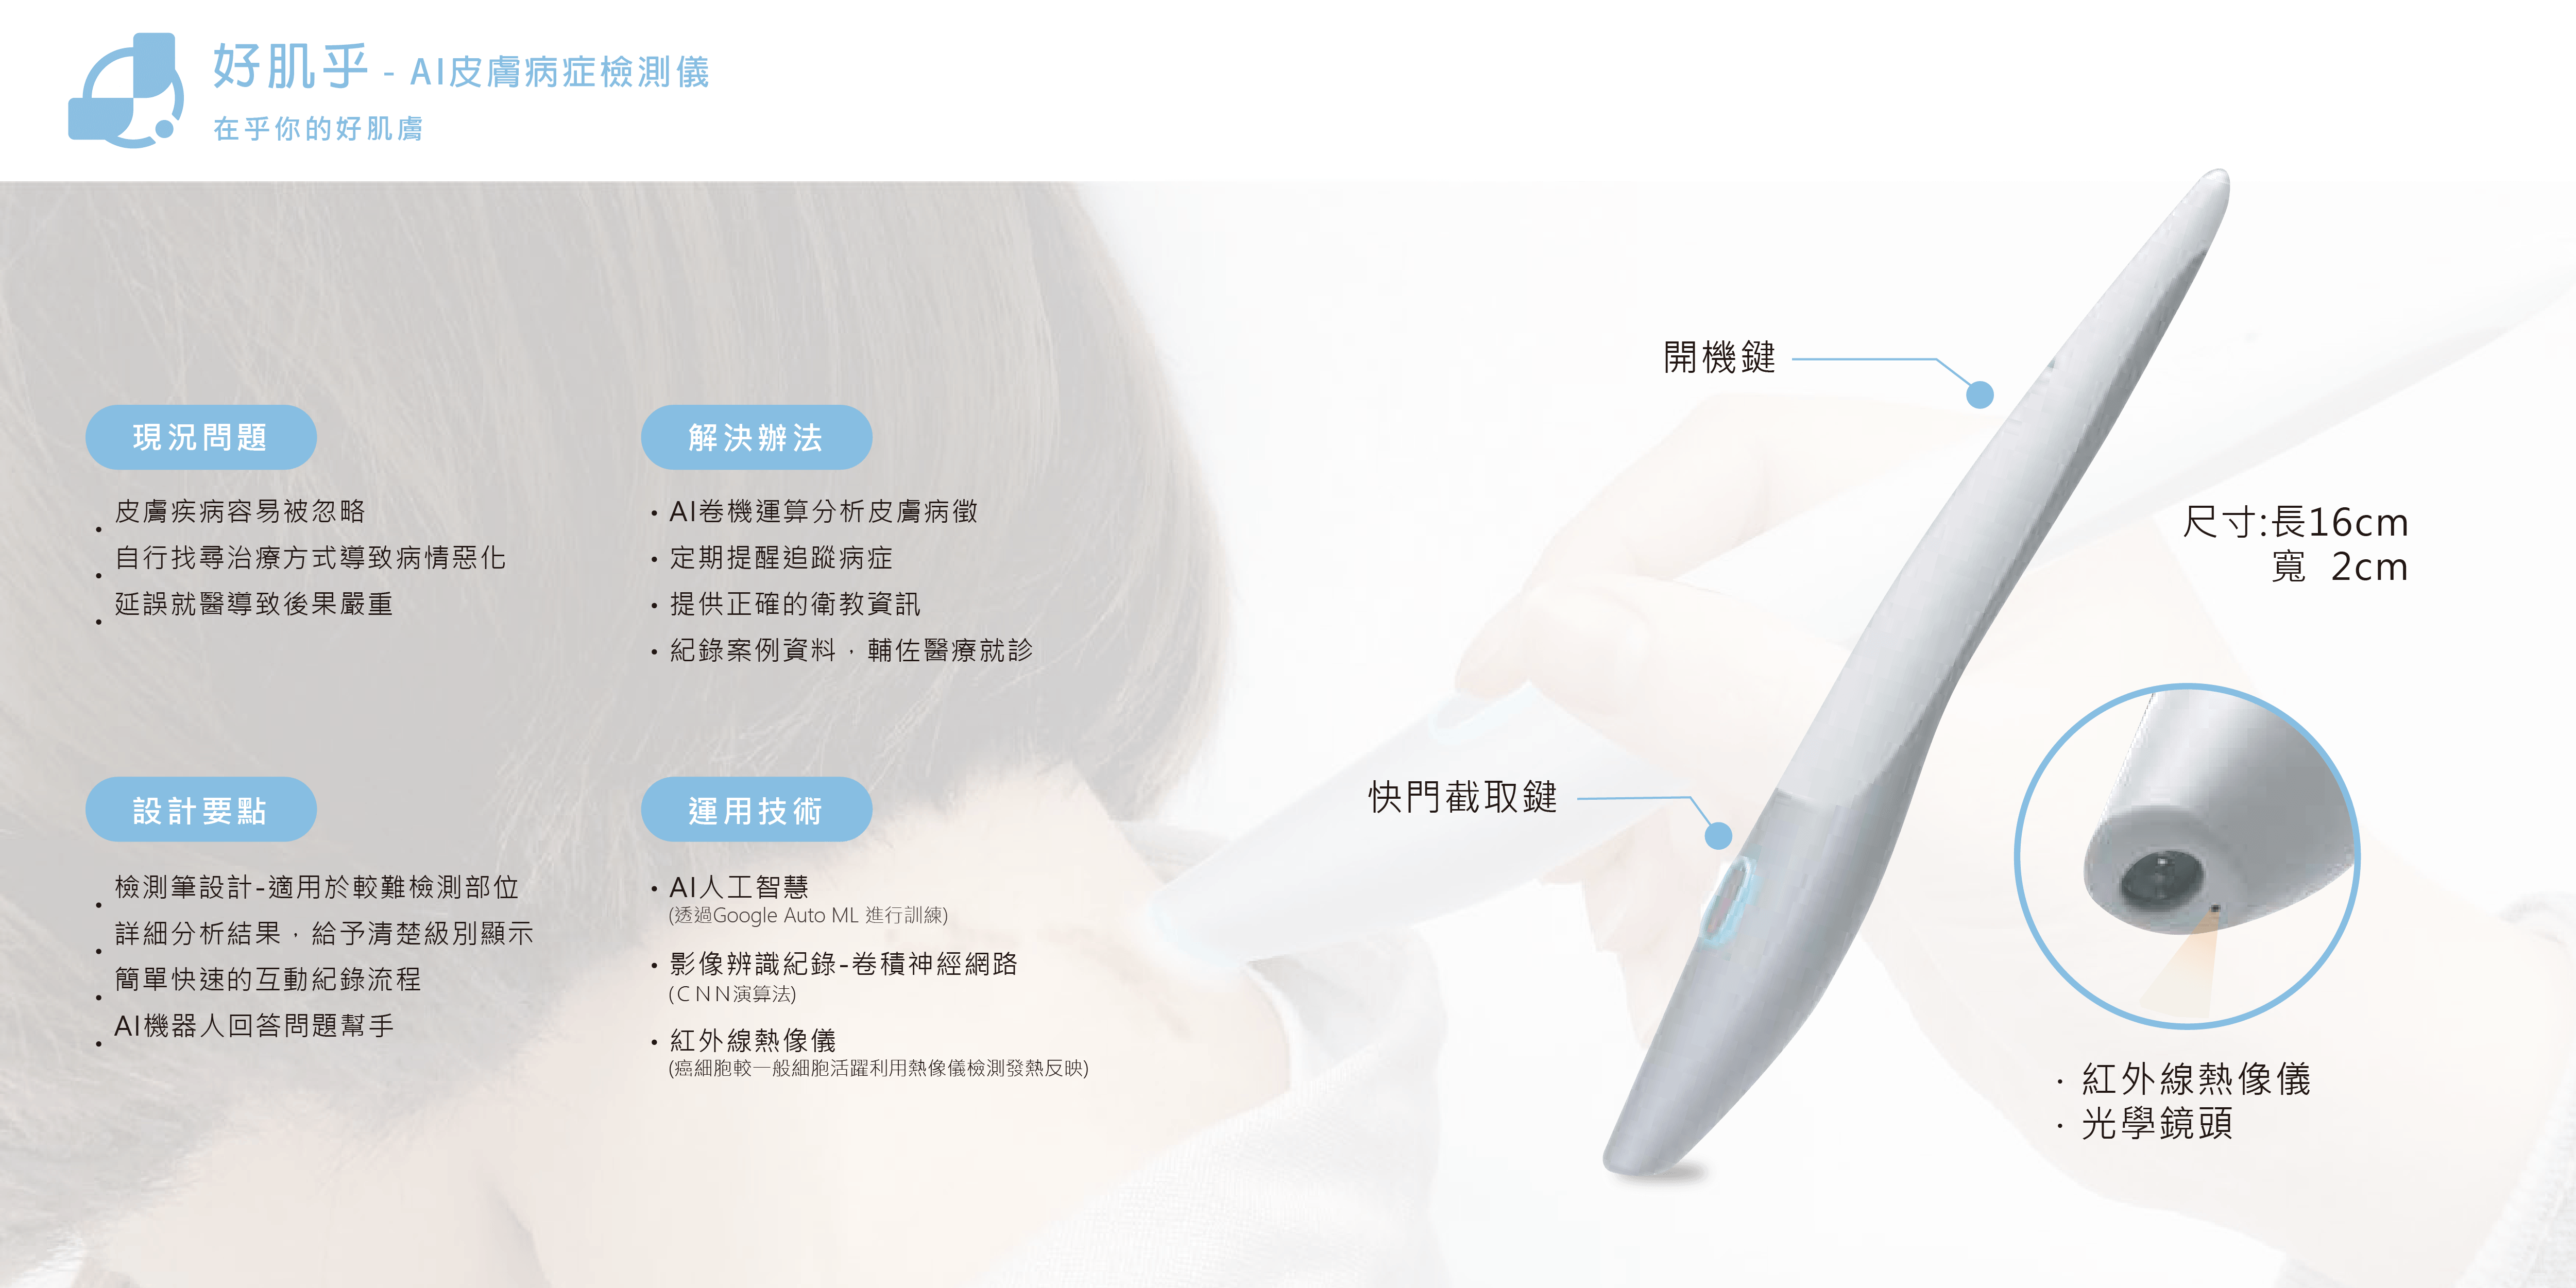 好肌乎 - AI皮膚病症檢測儀
在乎你的好肌膚
現況問題
• 皮膚疾病容易被忽略
• 自行找尋治療方式導致病情惡化
• 延誤就醫導致後果嚴重
解決辦法
• AI卷機運算分析皮膚病徵
• 定期提醒追蹤病症
• 提供正確的衛教資訊
• 紀錄案例資料，輔佐醫療就診
設計要點
• 檢測筆設計-適用於較難檢測部位
• 詳細分析結果，給予清楚級別顯示
• 簡單快速的互動紀錄流程
• AI機器人回答問題幫手
運用技術
• AI人工智慧
(透過Google Auto ML 進行訓練)
• 影像辨識紀錄-卷積神經網路
(ＣＮＮ演算法)
• 紅外線熱像儀
(癌細胞較一般細胞活躍利用熱像儀檢測發熱反映)
開機鍵
快門截取鍵
尺寸:長16cm
寬 2cm
· 紅外線熱像儀
· 光學鏡頭